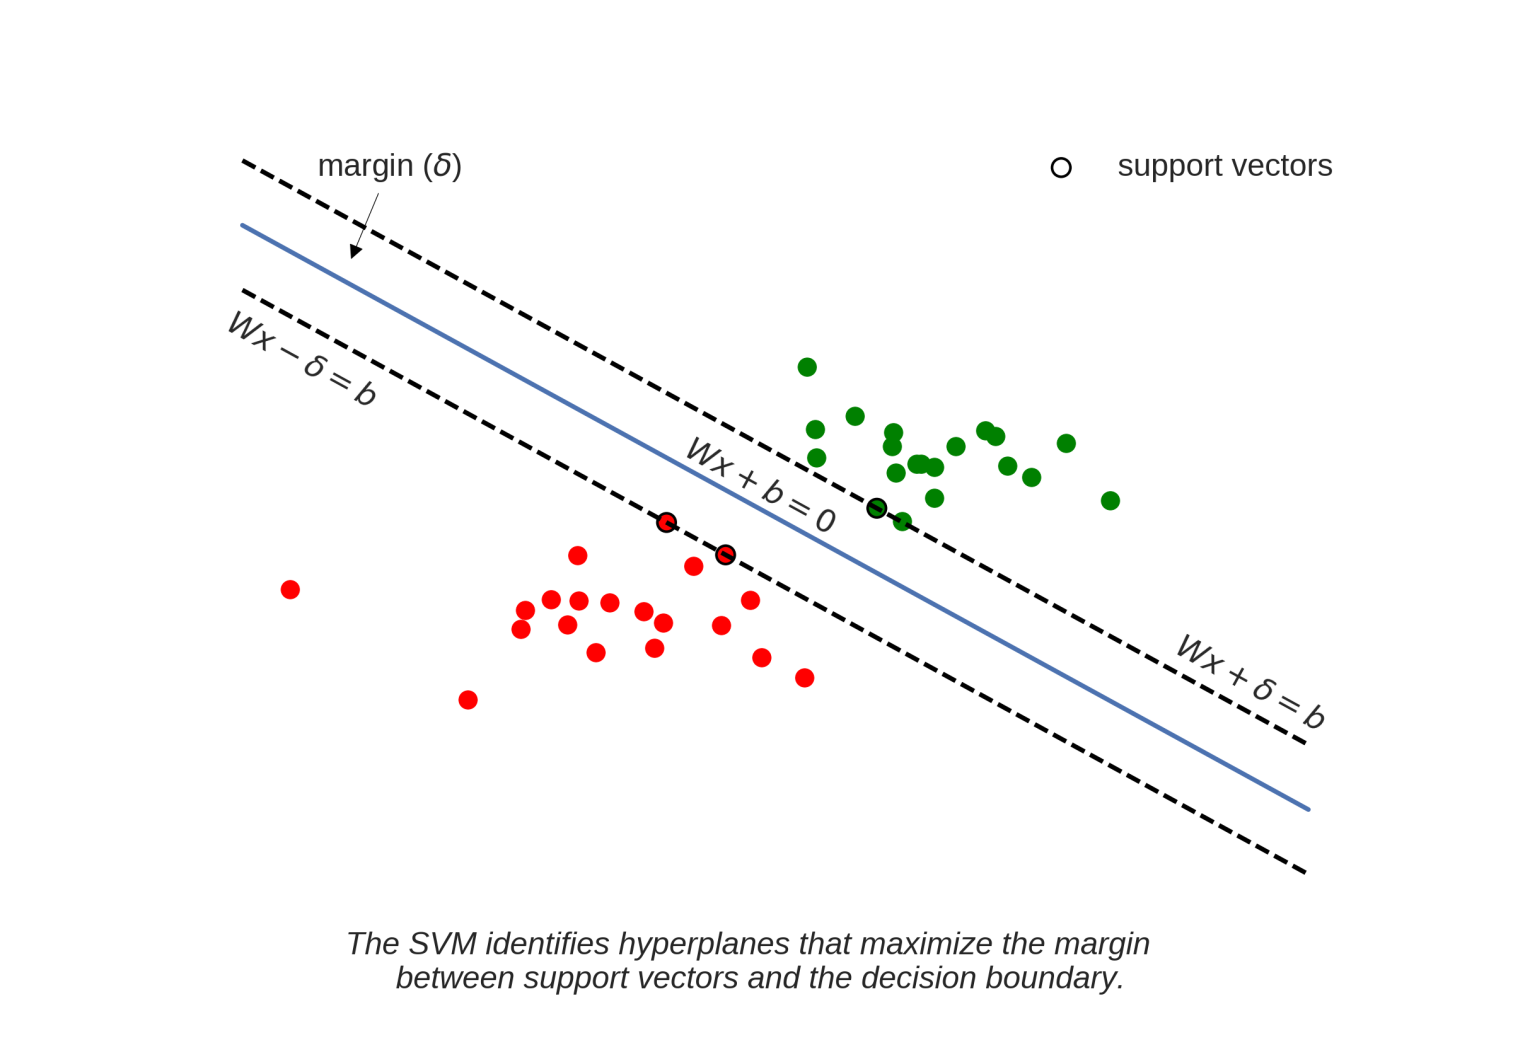 margin (δ)
support vectors
Wx − δ = b
Wx + b = 0
Wx + δ = b
The SVM identifies hyperplanes that maximize the margin
between support vectors and the decision boundary.